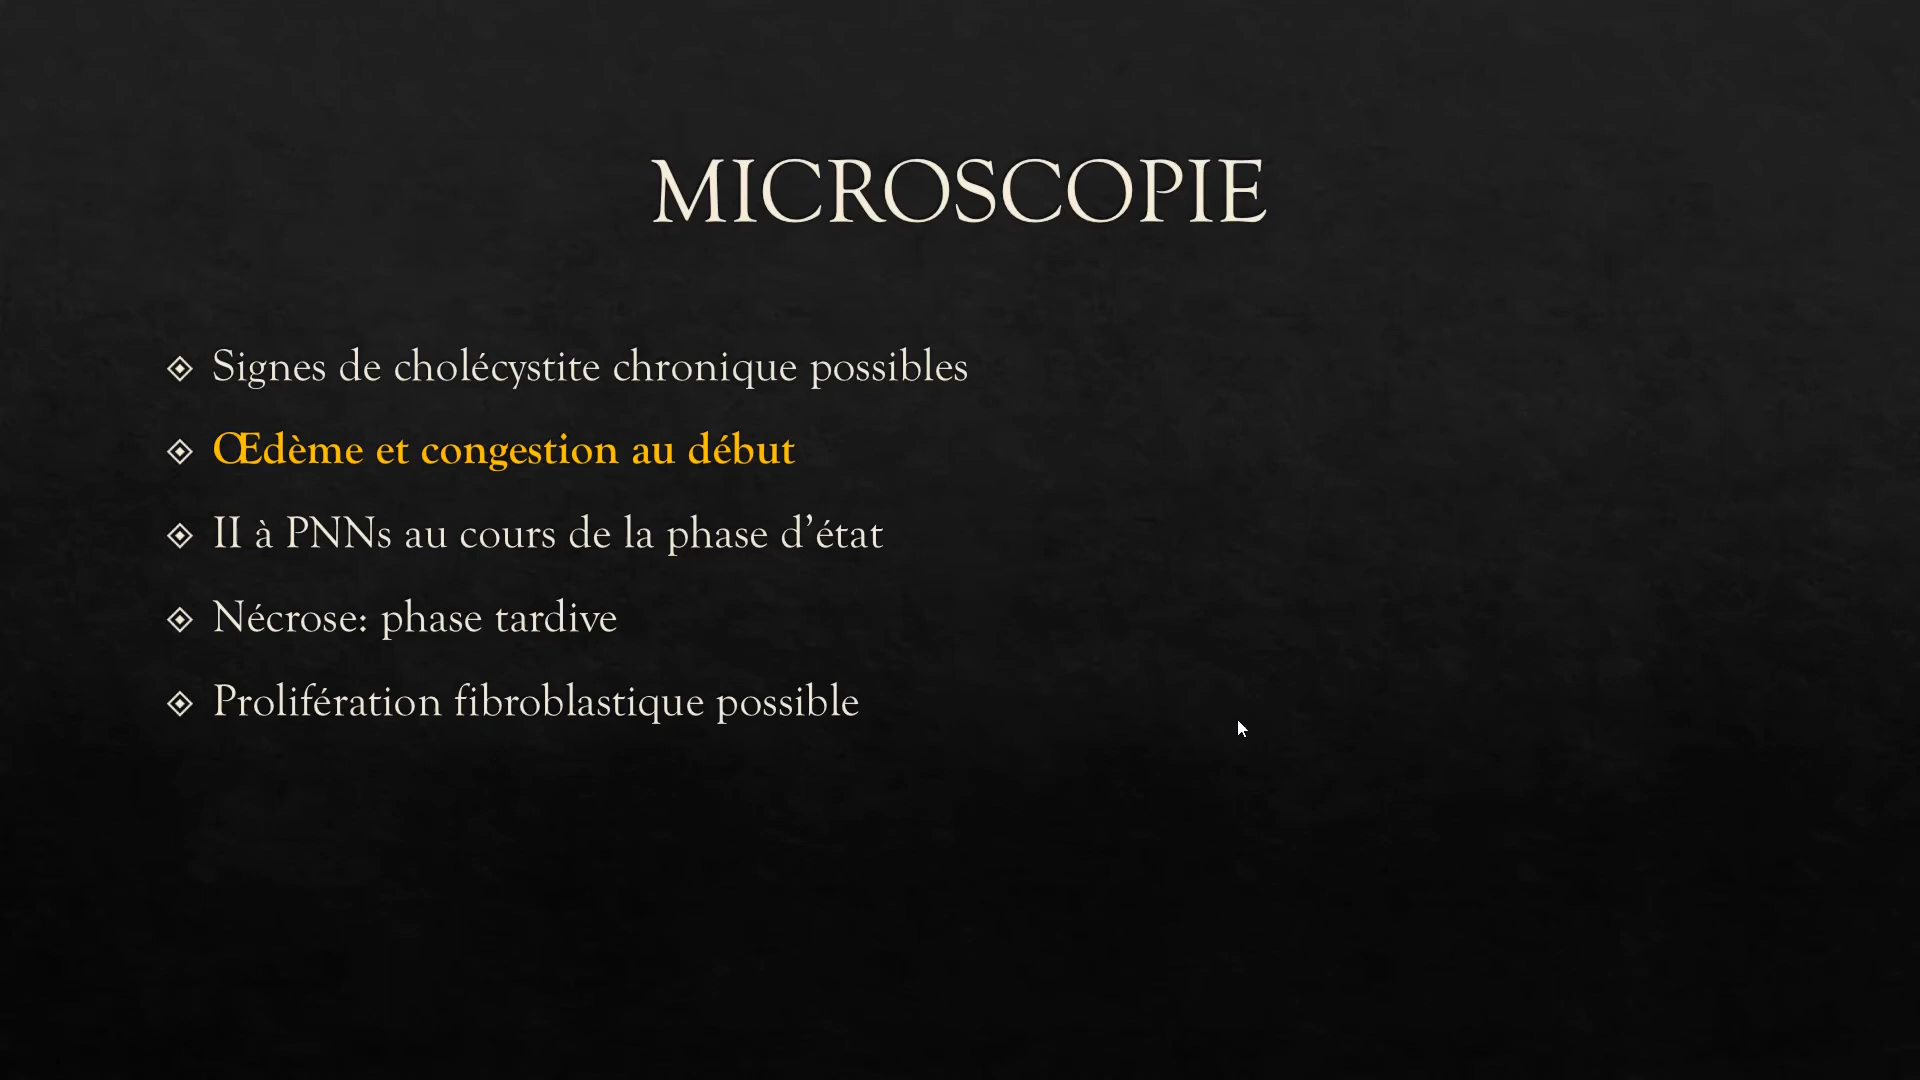 MICROSCOPIE
Signes de cholécystite chronique possibles
Œdème et congestion au début
II à PNNs au cours de la phase d’état
Nécrose: phase tardive
Prolifération fibroblastique possible